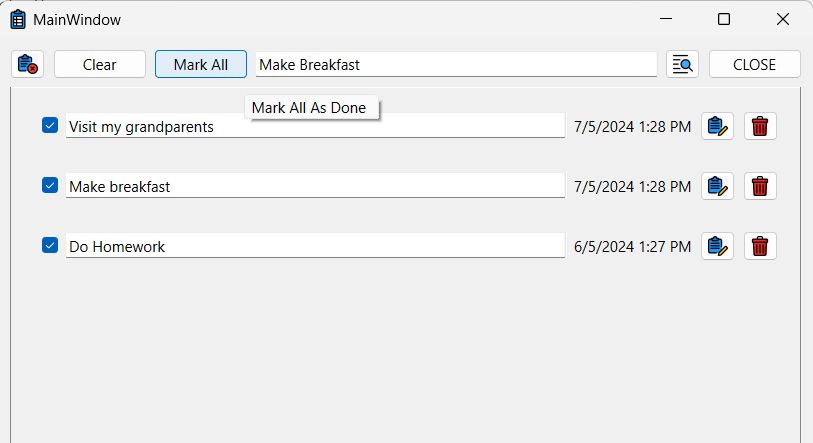 MainWindow
Clear Mark All Make Breakfast CLOSE
Mark All As Done
Visit my grandparents 7/5/2024 1:28 PM
Make breakfast 7/5/2024 1:28 PM
Do Homework 6/5/2024 1:27 PM